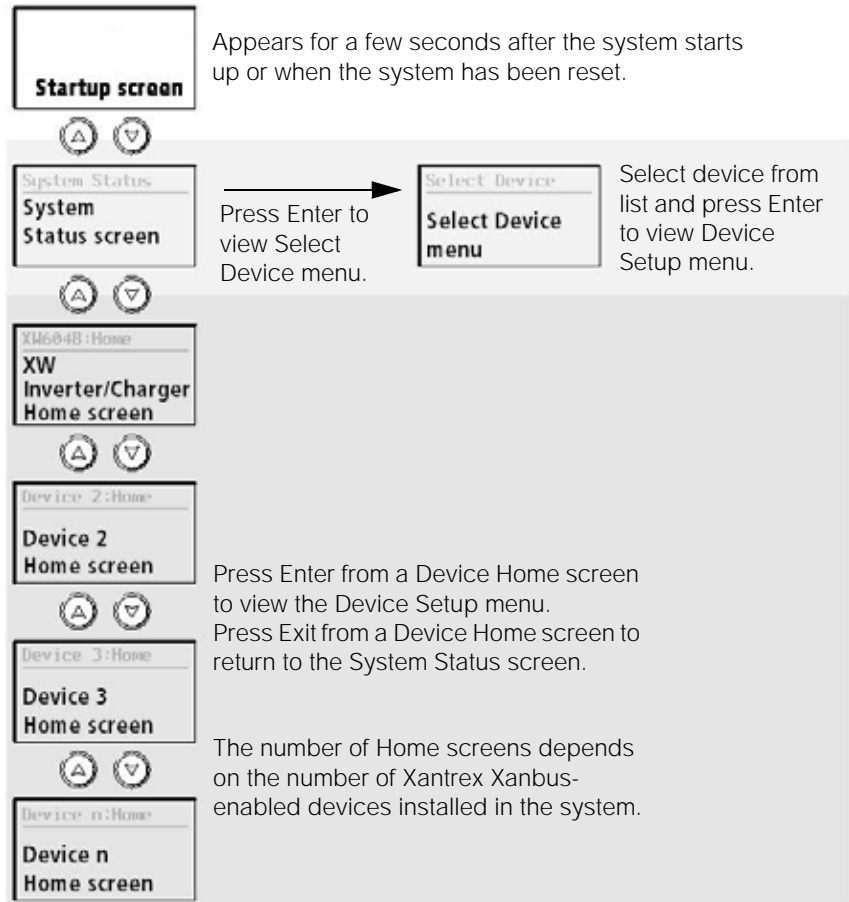 Startup screen
Appears for a few seconds after the system starts
up or when the system has been reset.
System Status
System
Status screen
Press Enter to
view Select
Device menu.
Select Device
Select Device
menu
Select device from
list and press Enter
to view Device
Setup menu.
XW6048:Home
XW
Inverter/Charger
Home screen
Device 2:Home
Device 2
Home screen
Press Enter from a Device Home screen
to view the Device Setup menu.
Press Exit from a Device Home screen to
return to the System Status screen.
Device 3:Home
Device 3
Home screen
The number of Home screens depends
on the number of Xantrex Xanbus-
enabled devices installed in the system.
Device n:Home
Device n
Home screen